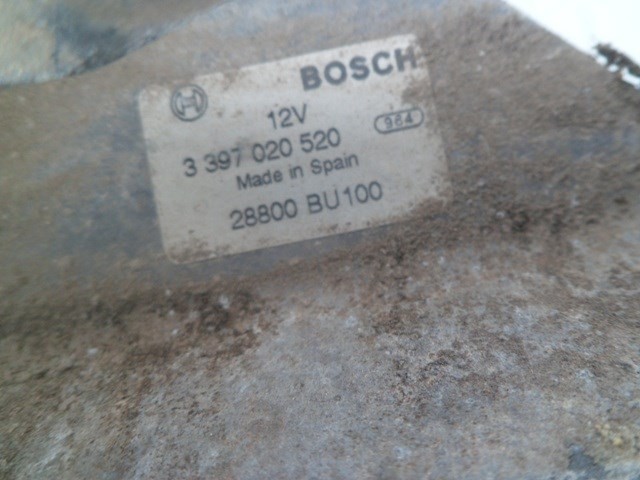 BOSCH
12V
3 397 020 520 964
Made in Spain
28800 BU100